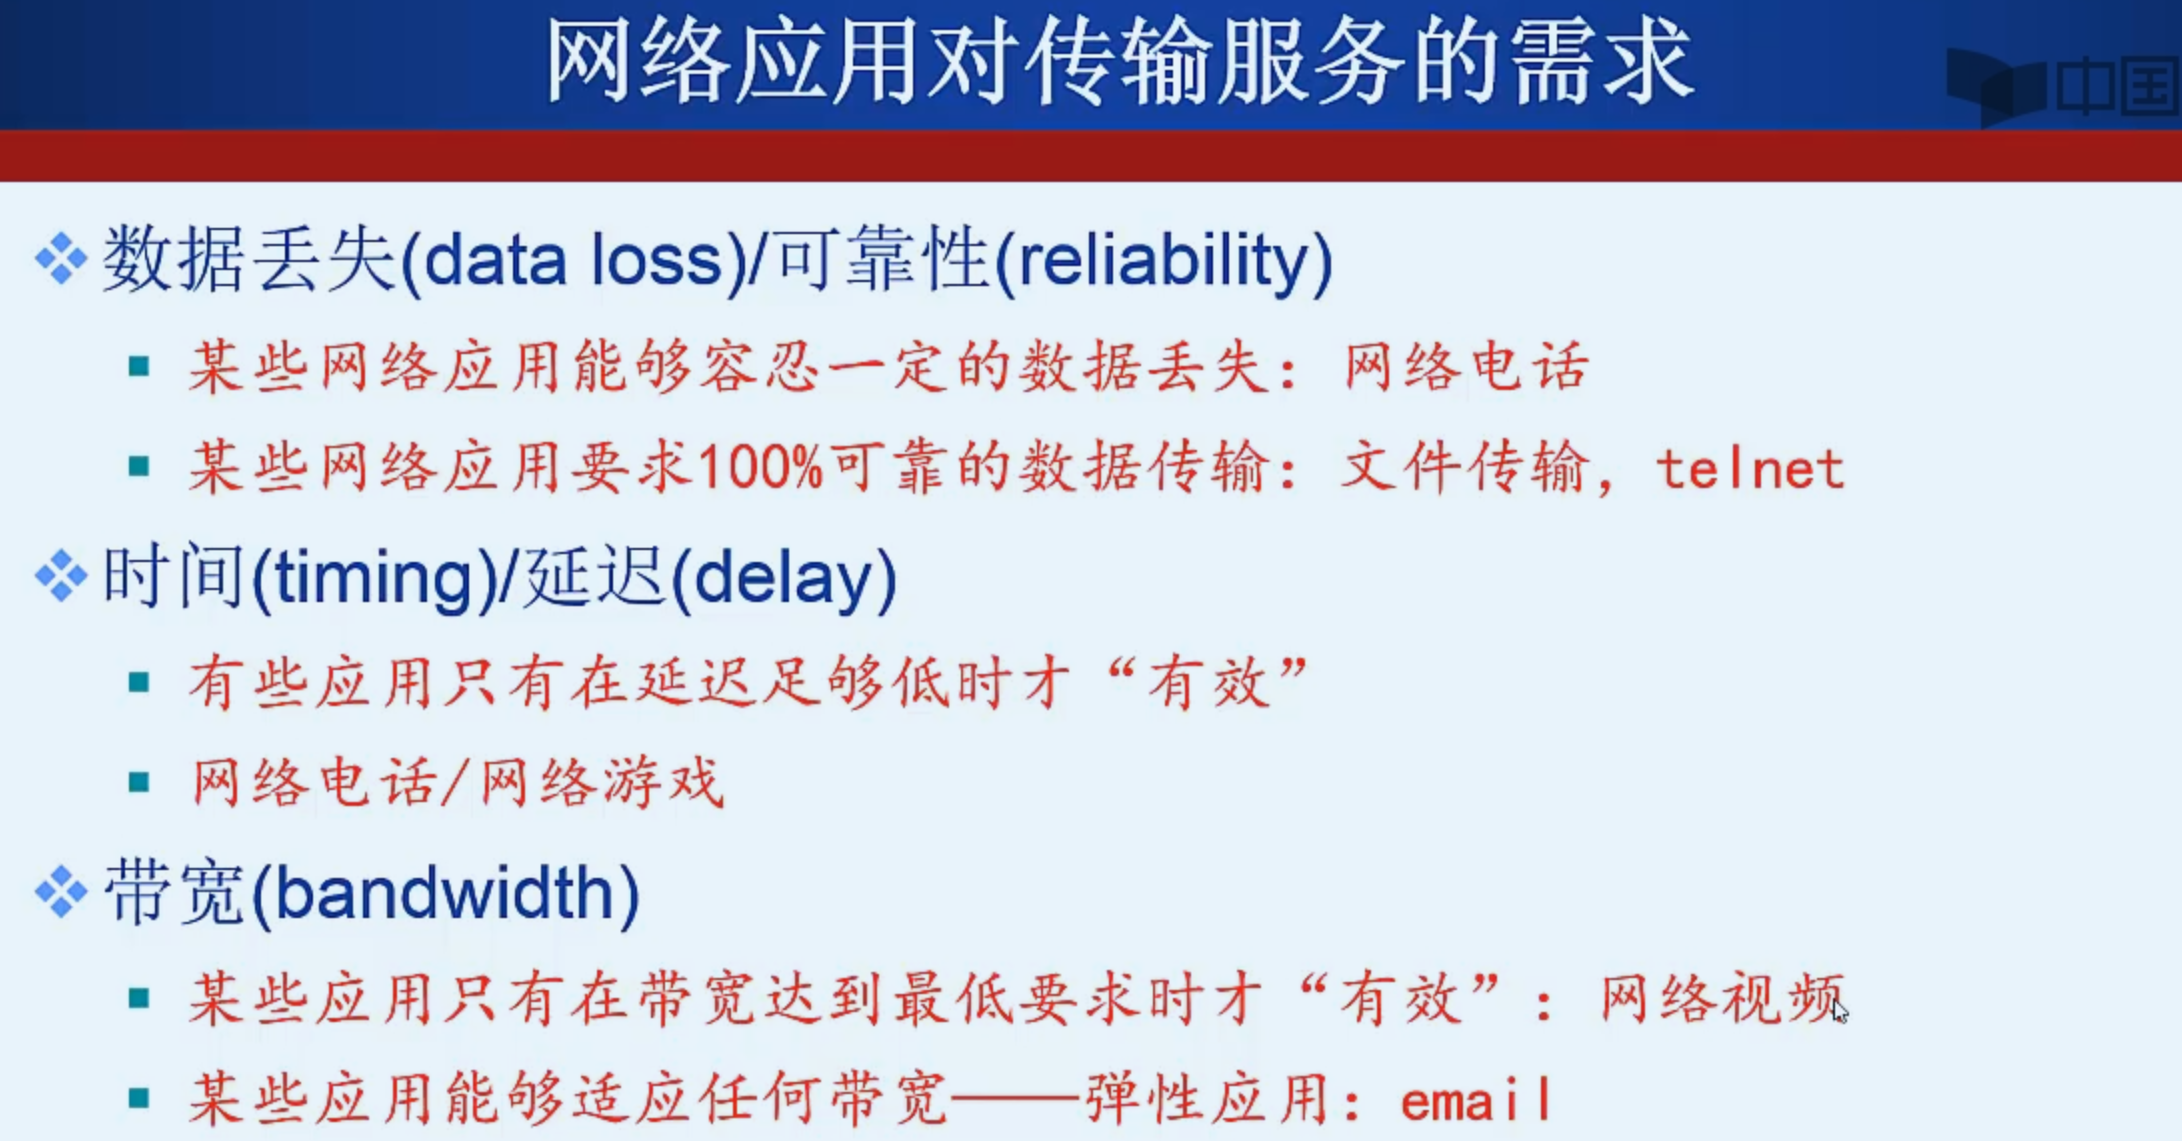 网络应用对传输服务的需求
中国
数据丢失(data loss)/可靠性(reliability)
某些网络应用能够容忍一定的数据丢失：网络电话
某些网络应用要求100%可靠的数据传输：文件传输，telnet
时间(timing)/延迟(delay)
有些应用只有在延迟足够低时才“有效”
网络电话/网络游戏
带宽(bandwidth)
某些应用只有在带宽达到最低要求时才“有效”：网络视频
某些应用能够适应任何带宽——弹性应用：email